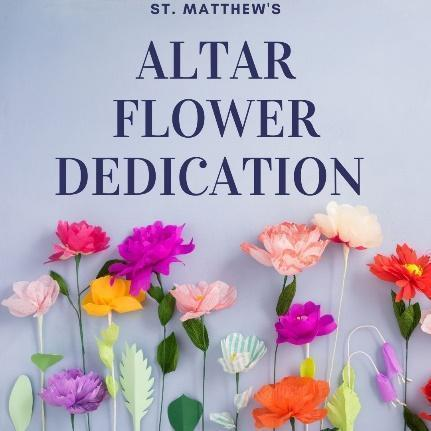 ST. MATTHEW'S
ALTAR
FLOWER
DEDICATION